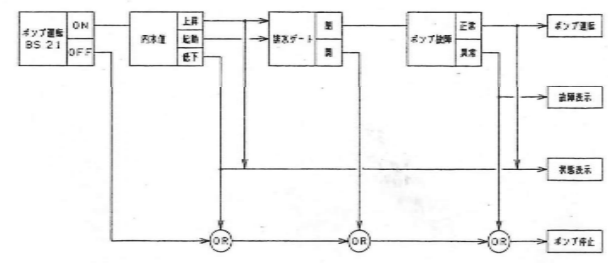 ポンプ運転
BS 21
ON
OFF
内水位
上昇
起動
低下
排水ゲート
閉
開
ポンプ故障
正常
異常
ポンプ運転
故障表示
状態表示
ポンプ停止
OR
OR
OR